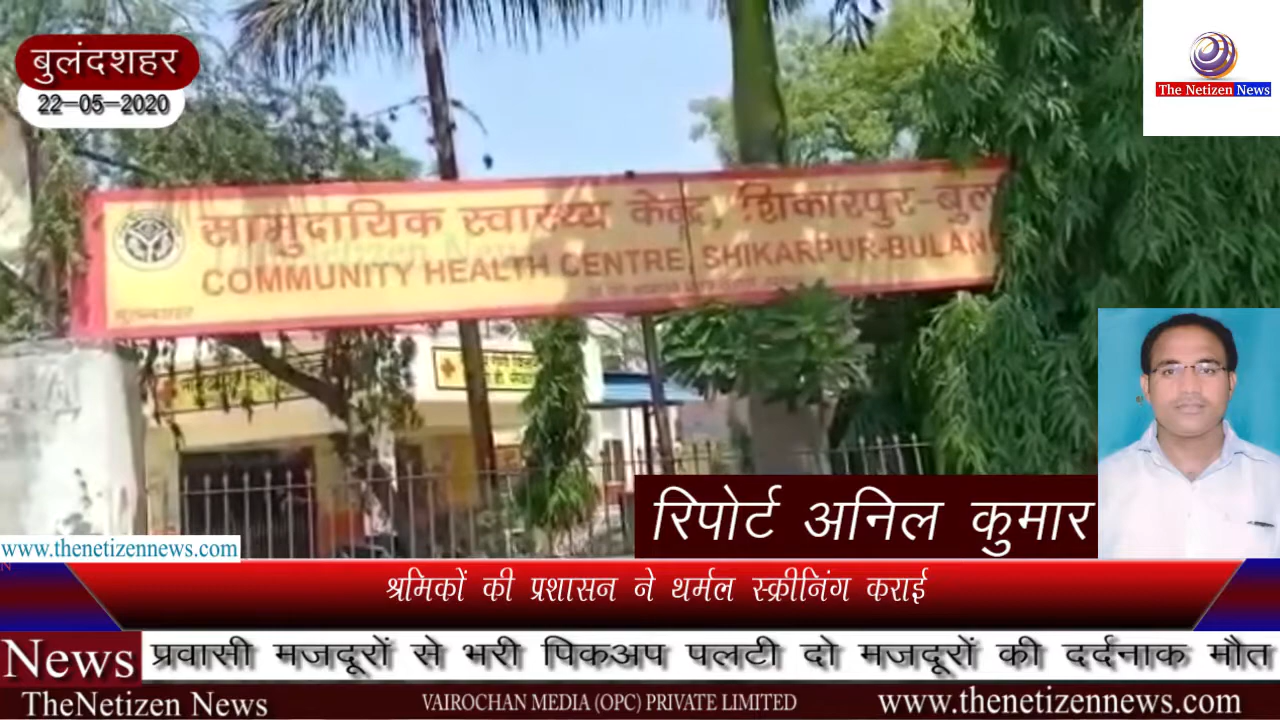 बुलंदशहर
22-05-2020
The Netizen News
सामुदायिक स्वास्थ्य केन्द्र, शिकारपुर-बुल
COMMUNITY HEALTH CENTRE, SHIKARPUR-BULAN
रिपोर्ट अनिल कुमार
www.thenetizennews.com
श्रमिकों की प्रशासन ने थर्मल स्क्रीनिंग कराई
News प्रवासी मजदूरों से भरी पिकअप पलटी दो मजदूरों की दर्दनाक मौत
TheNetizen News VAIROCHAN MEDIA (OPC) PRIVATE LIMITED www.thenetizennews.com